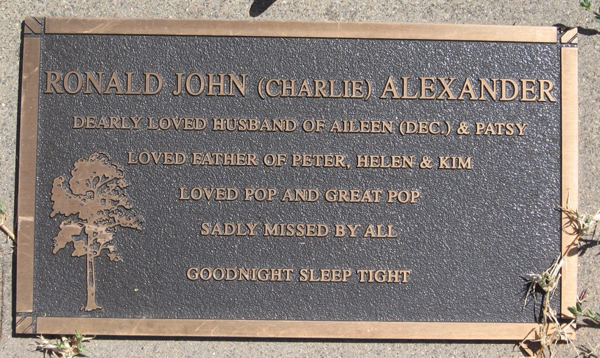 RONALD JOHN (CHARLIE) ALEXANDER
DEARLY LOVED HUSBAND OF AILEEN (DEC.) & PATSY
LOVED FATHER OF PETER, HELEN & KIM
LOVED POP AND GREAT POP
SADLY MISSED BY ALL
GOODNIGHT SLEEP TIGHT